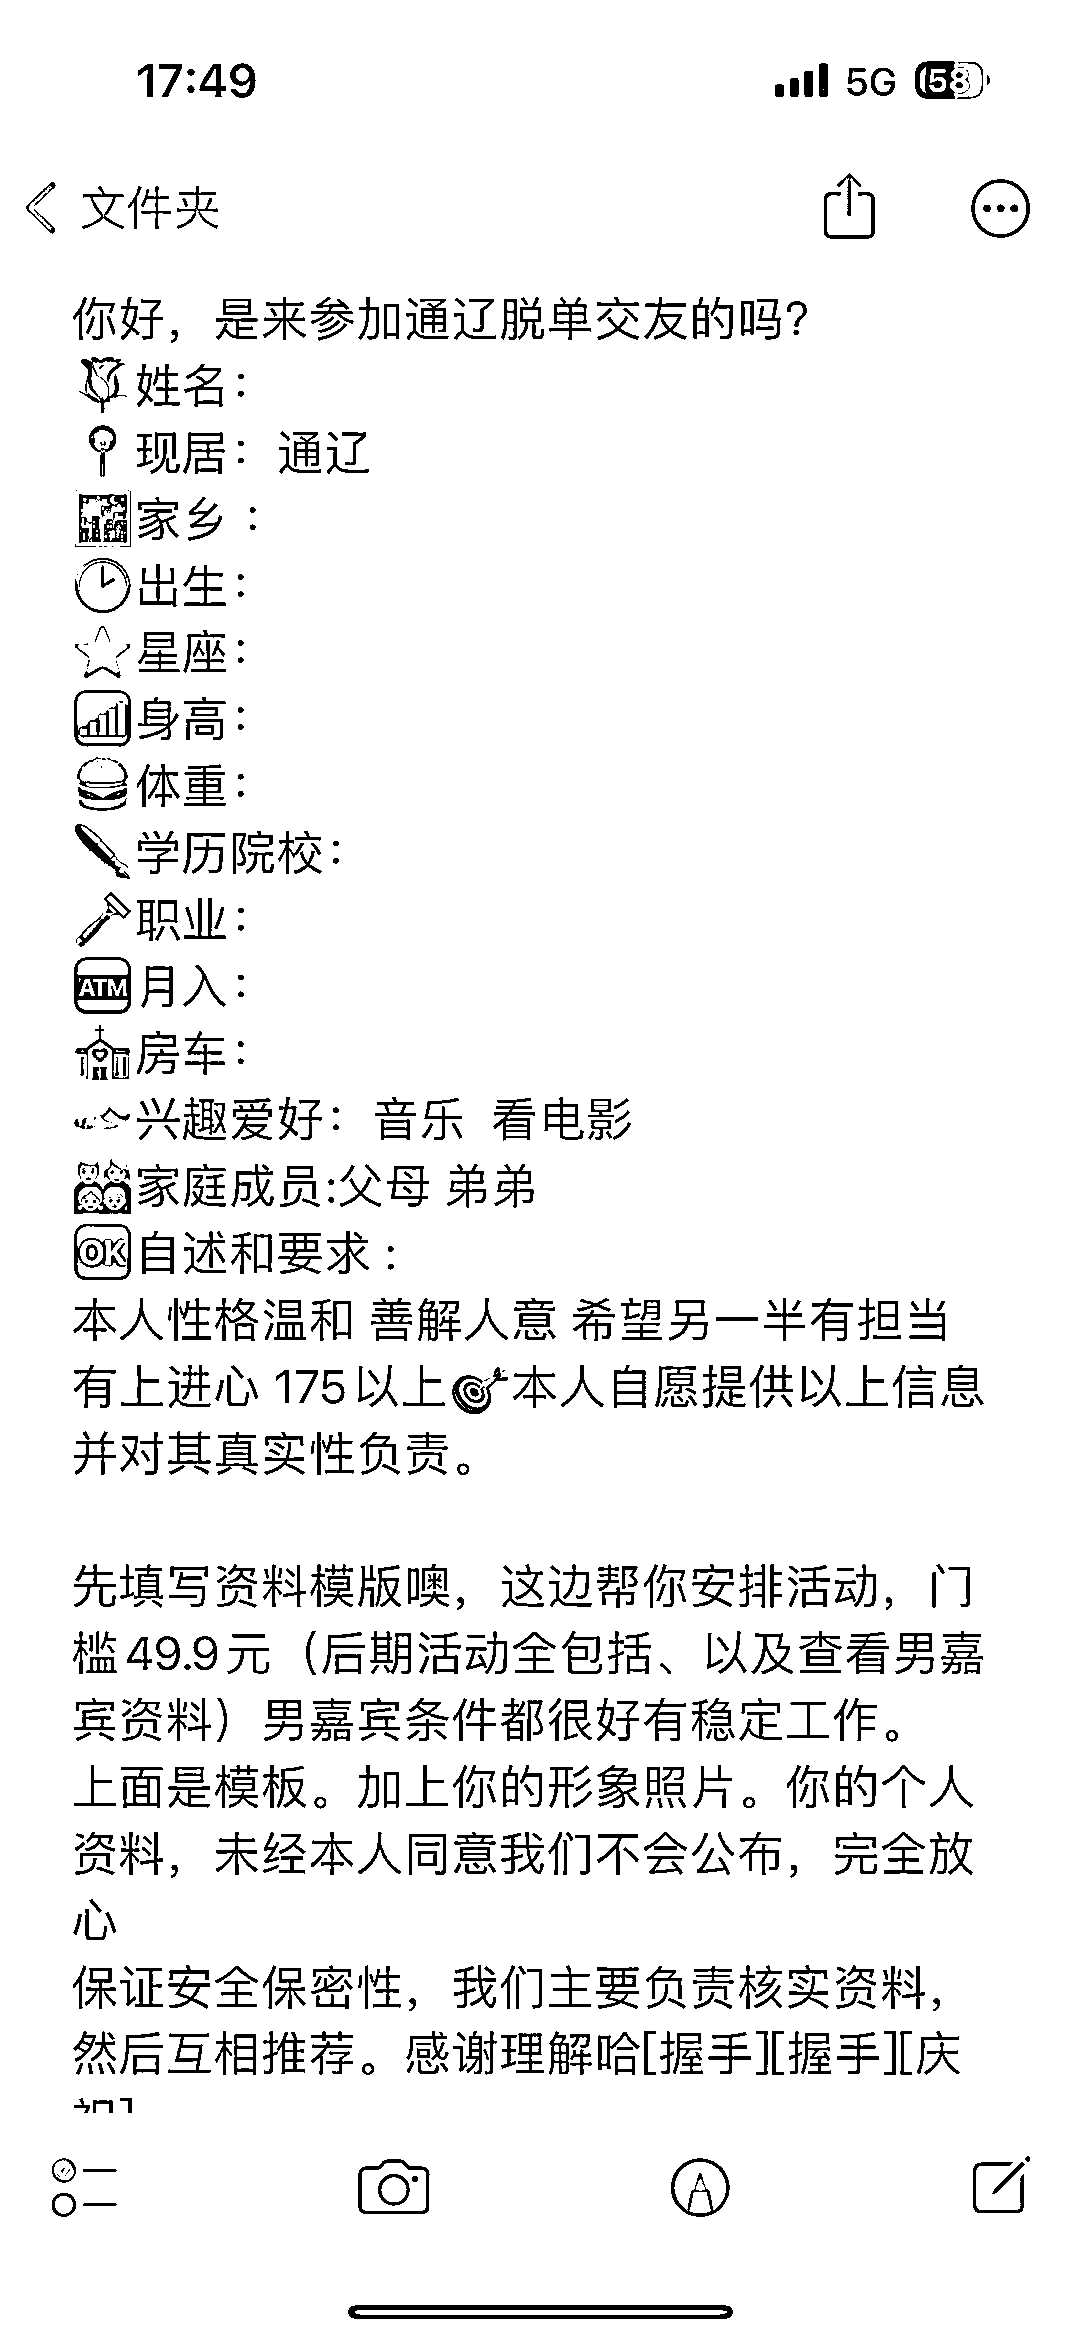 17:49 5G 58
文件夹
你好，是来参加通辽脱单交友的吗？
姓名：
现居：通辽
家乡 ：
出生：
星座：
身高：
体重：
学历院校：
职业：
ATM月入：
房车：
兴趣爱好：音乐 看电影
家庭成员:父母 弟弟
OK自述和要求 :
本人性格温和 善解人意 希望另一半有担当
有上进心 175以上🎯本人自愿提供以上信息
并对其真实性负责。
先填写资料模版噢，这边帮你安排活动，门
槛49.9元（后期活动全包括、以及查看男嘉
宾资料）男嘉宾条件都很好有稳定工作。
上面是模板。加上你的形象照片。你的个人
资料，未经本人同意我们不会公布，完全放
心
保证安全保密性，我们主要负责核实资料，
然后互相推荐。感谢理解哈[握手][握手][庆